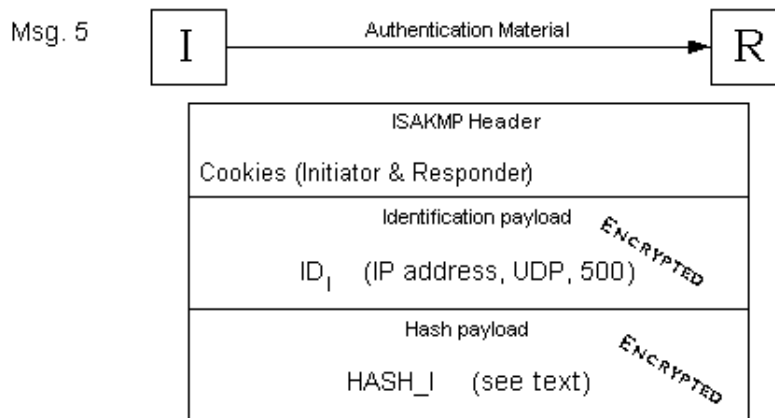 Msg. 5
I
Authentication Material
R
ISAKMP Header
Cookies (Initiator & Responder)
Identification payload
ENCRYPTED
ID_I (IP address, UDP, 500)
Hash payload
ENCRYPTED
HASH_I (see text)